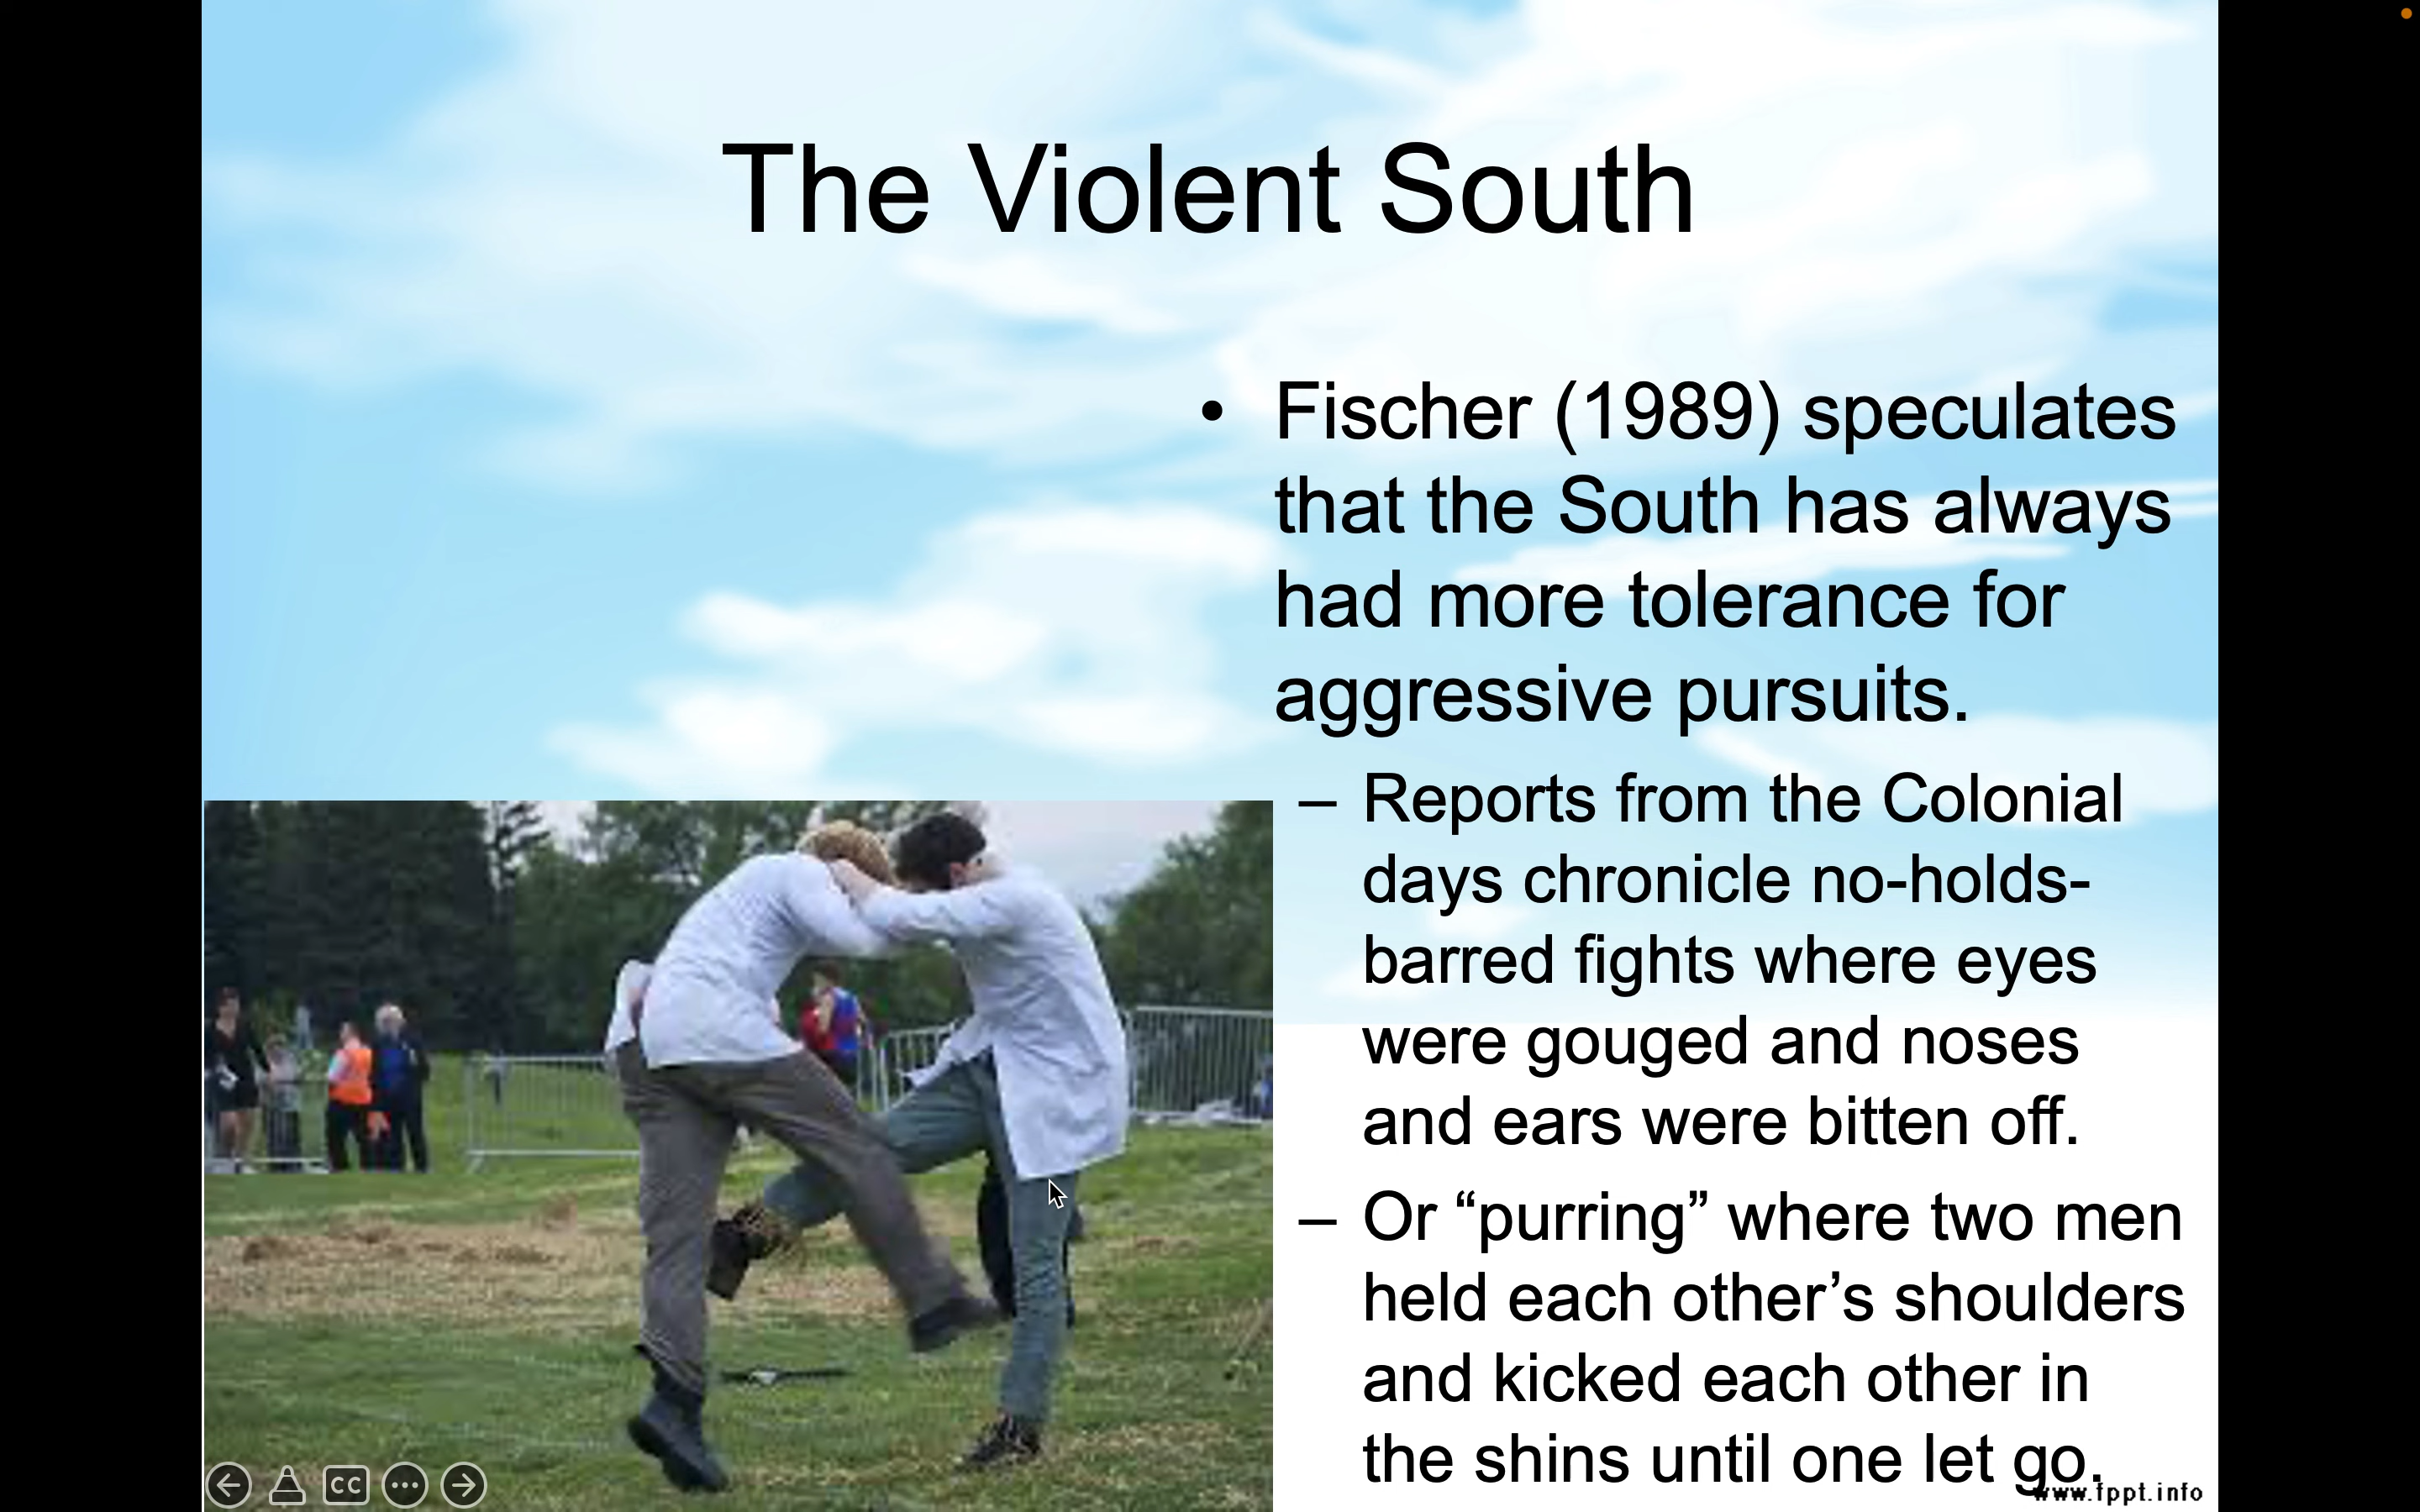 The Violent South
• Fischer (1989) speculates
that the South has always
had more tolerance for
aggressive pursuits.
– Reports from the Colonial
days chronicle no-holds-
barred fights where eyes
were gouged and noses
and ears were bitten off.
– Or “purring” where two men
held each other’s shoulders
and kicked each other in
the shins until one let go.
www.fppt.info
CC